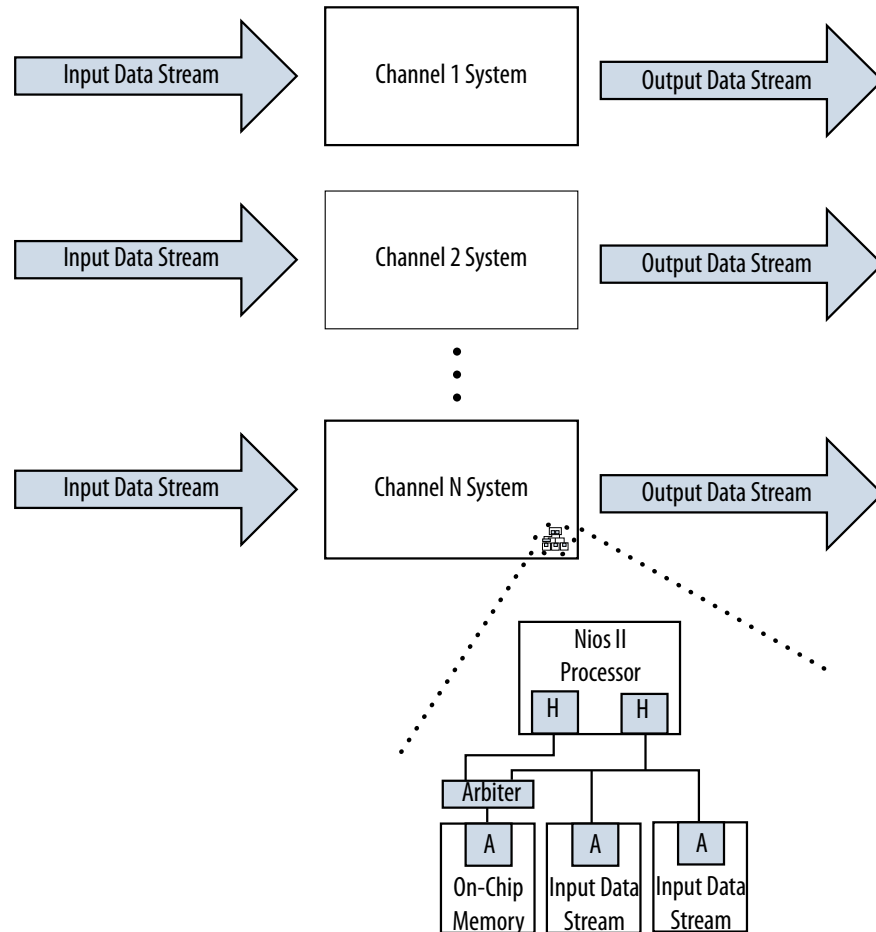 Input Data Stream
Channel 1 System
Output Data Stream
Input Data Stream
Channel 2 System
Output Data Stream
Input Data Stream
Channel N System
Output Data Stream
Nios II
Processor
H
H
Arbiter
A
A
A
On-Chip
Memory
Input Data
Stream
Input Data
Stream